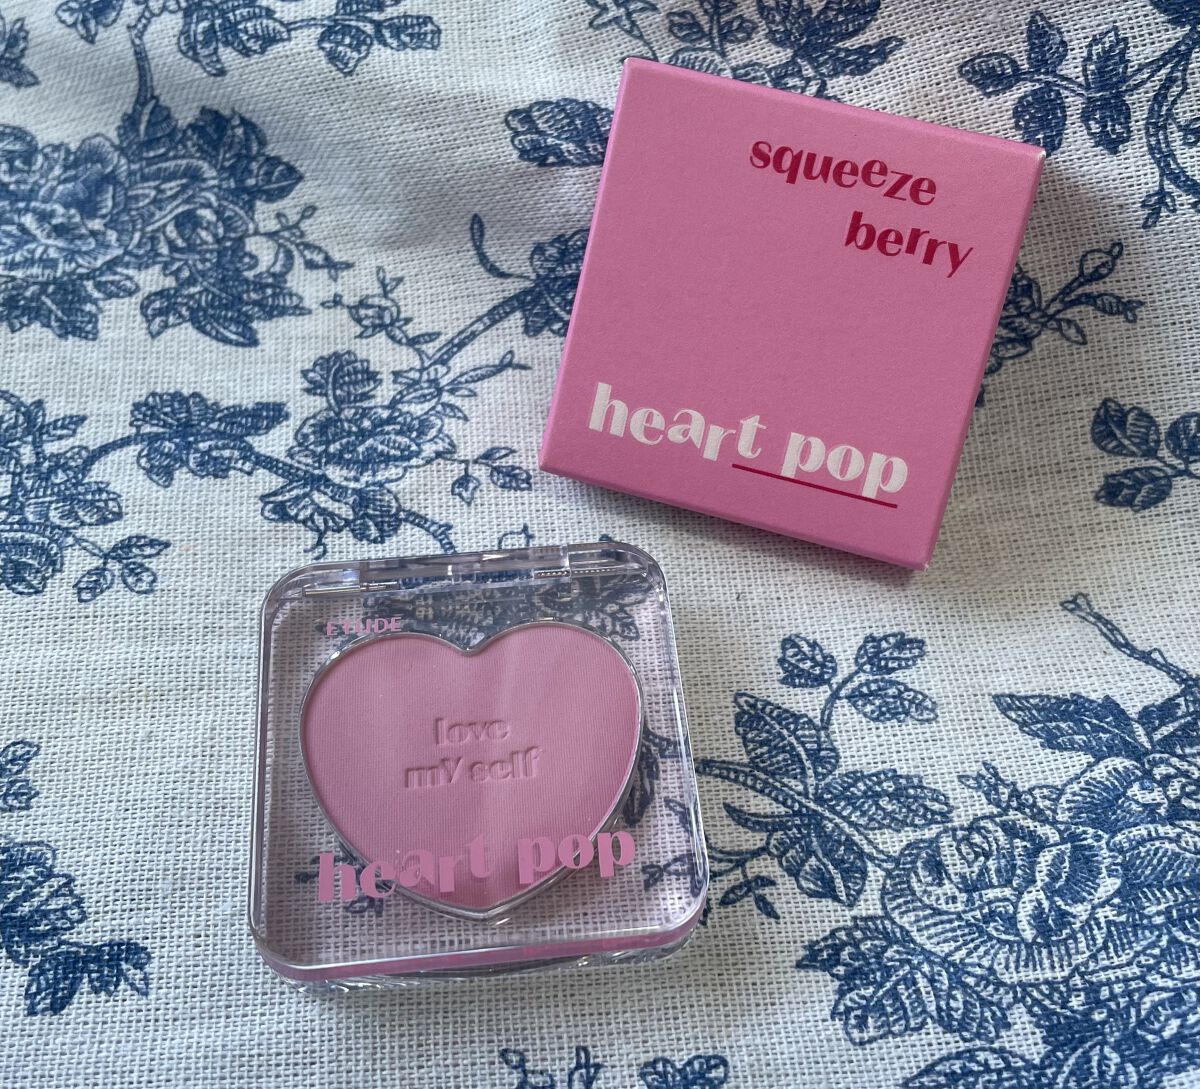 squeeze
berry
heart pop
ETUDE
love
my self
heart pop